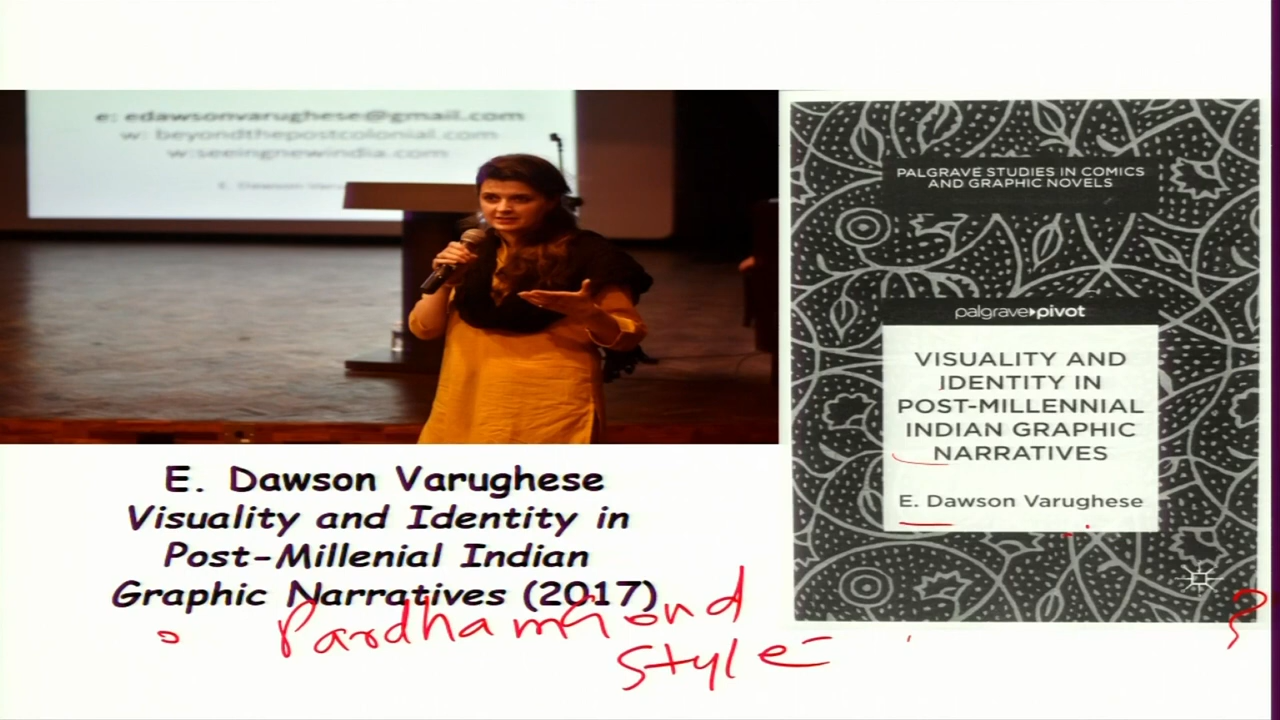 e: edawsonvarughese@gmail.com
w: beyondthepostcolonial.com
w:seeingnewindia.com
E. Dawson
PALGRAVE STUDIES IN COMICS
AND GRAPHIC NOVELS
palgrave pivot
VISUALITY AND
IDENTITY IN
POST-MILLENNIAL
INDIAN GRAPHIC
NARRATIVES
E. Dawson Varughese
E. Dawson Varughese
Visuality and Identity in
Post-Millenial Indian
Graphic Narratives (2017)
Pardham Gond
Style
?